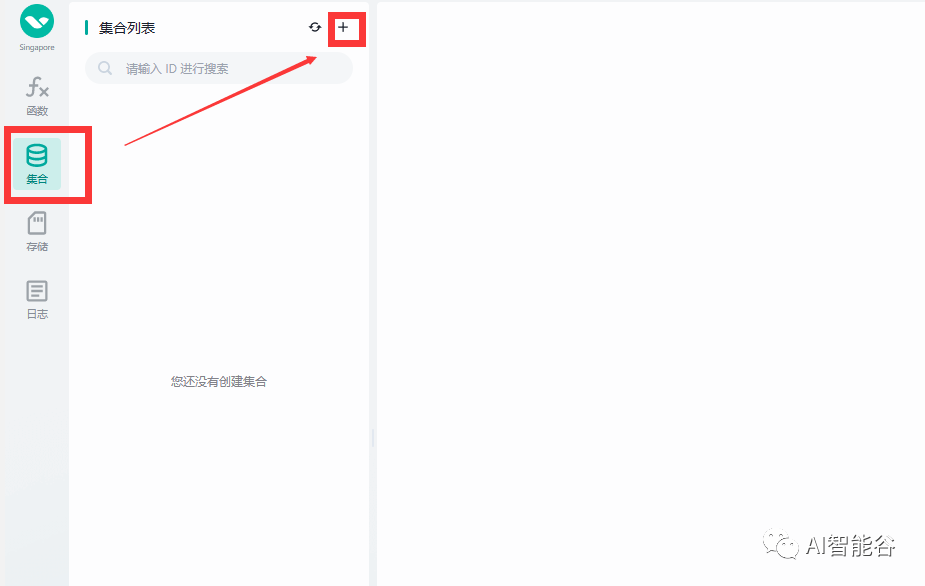 Singapore
函数
集合
存储
日志
集合列表
请输入 ID 进行搜索
您还没有创建集合
AI智能谷